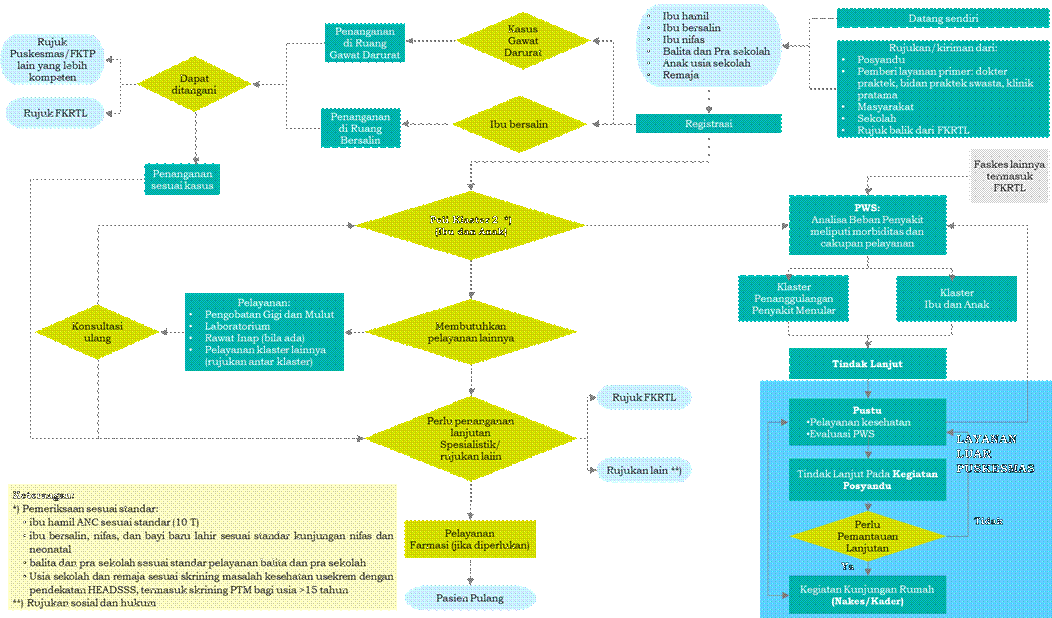 Rujuk
Puskesmas/FKTP
lain yang lebih
kompeten
Rujuk FKRTL
Dapat
ditangani
Penanganan
di Ruang
Gawat Darurat
Penanganan
di Ruang
Bersalin
Kasus
Gawat
Darurat
Ibu bersalin
Ibu hamil
Ibu bersalin
Ibu nifas
Balita dan Pra sekolah
Anak usia sekolah
Remaja
Registrasi
Datang sendiri
Rujukan/kiriman dari:
Posyandu
Pemberi layanan primer: dokter
praktek, bidan praktek swasta, klinik
pratama
Masyarakat
Sekolah
Rujuk balik dari FKRTL
Penanganan
sesuai kasus
Faskes lainnya
termasuk
FKRTL
Poli Klaster 2 *)
(Ibu dan Anak)
PWS:
Analisa Beban Penyakit
meliputi morbiditas dan
cakupan pelayanan
Klaster
Penanggulangan
Penyakit Menular
Klaster
Ibu dan Anak
Konsultasi
ulang
Pelayanan:
Pengobatan Gigi dan Mulut
Laboratorium
Rawat Inap (bila ada)
Pelayanan klaster lainnya
(rujukan antar klaster)
Membutuhkan
pelayanan lainnya
Tindak Lanjut
Perlu penanganan
lanjutan
Spesialistik/
rujukan laiin
Rujuk FKRTL
Rujukan lain **)
Pustu
•Pelayanan kesehatan
•Evaluasi PWS
LAYANAN
LUAR
PUSKESMAS
Tindak Lanjut Pada Kegiatan
Posyandu
Perlu
Pemantauan
Lanjutan
Tidak
Ya
Kegiatan Kunjungan Rumah
(Nakes/Kader)
Pelayanan
Farmasi (jika diperlukan)
Pasien Pulang
Keterangan:
*) Pemeriksaan sesuai standar:
ibu hamil ANC sesuai standar (10 T)
ibu bersalin, nifas, dan bayi baru lahir sesuai standar kunjungan nifas dan
neonatal
balita dan pra sekolah sesuai standar pelayanan balita dan pra sekolah
Usia sekolah dan remaja sesuai skrining masalah kesehatan usekrem dengan
pendekatan HEADSSS, termasuk skrining PTM bagi usia >15 tahun
**) Rujukan sosial dan hukum